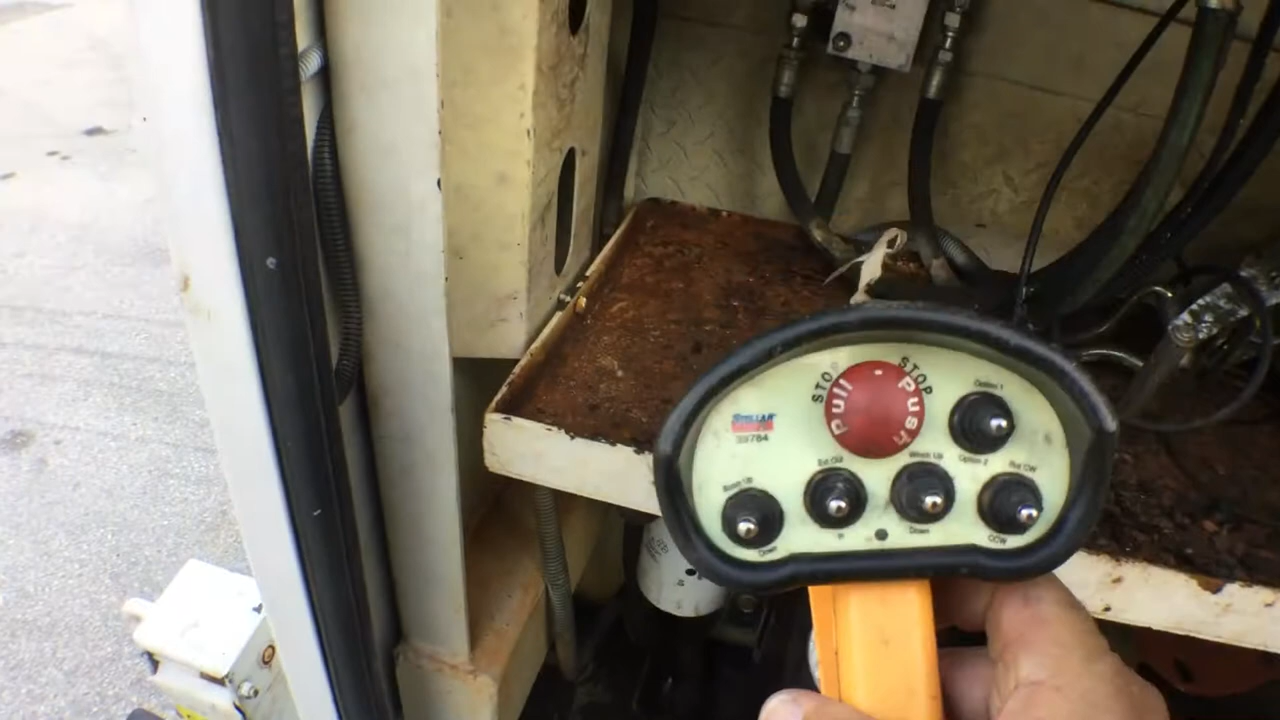 STOP
STOP
Pull
Push
Option 1
STELLAR
Ext Out
Winch Up
Option 2
Rot CW
Boom Up
Down
In
Down
CCW